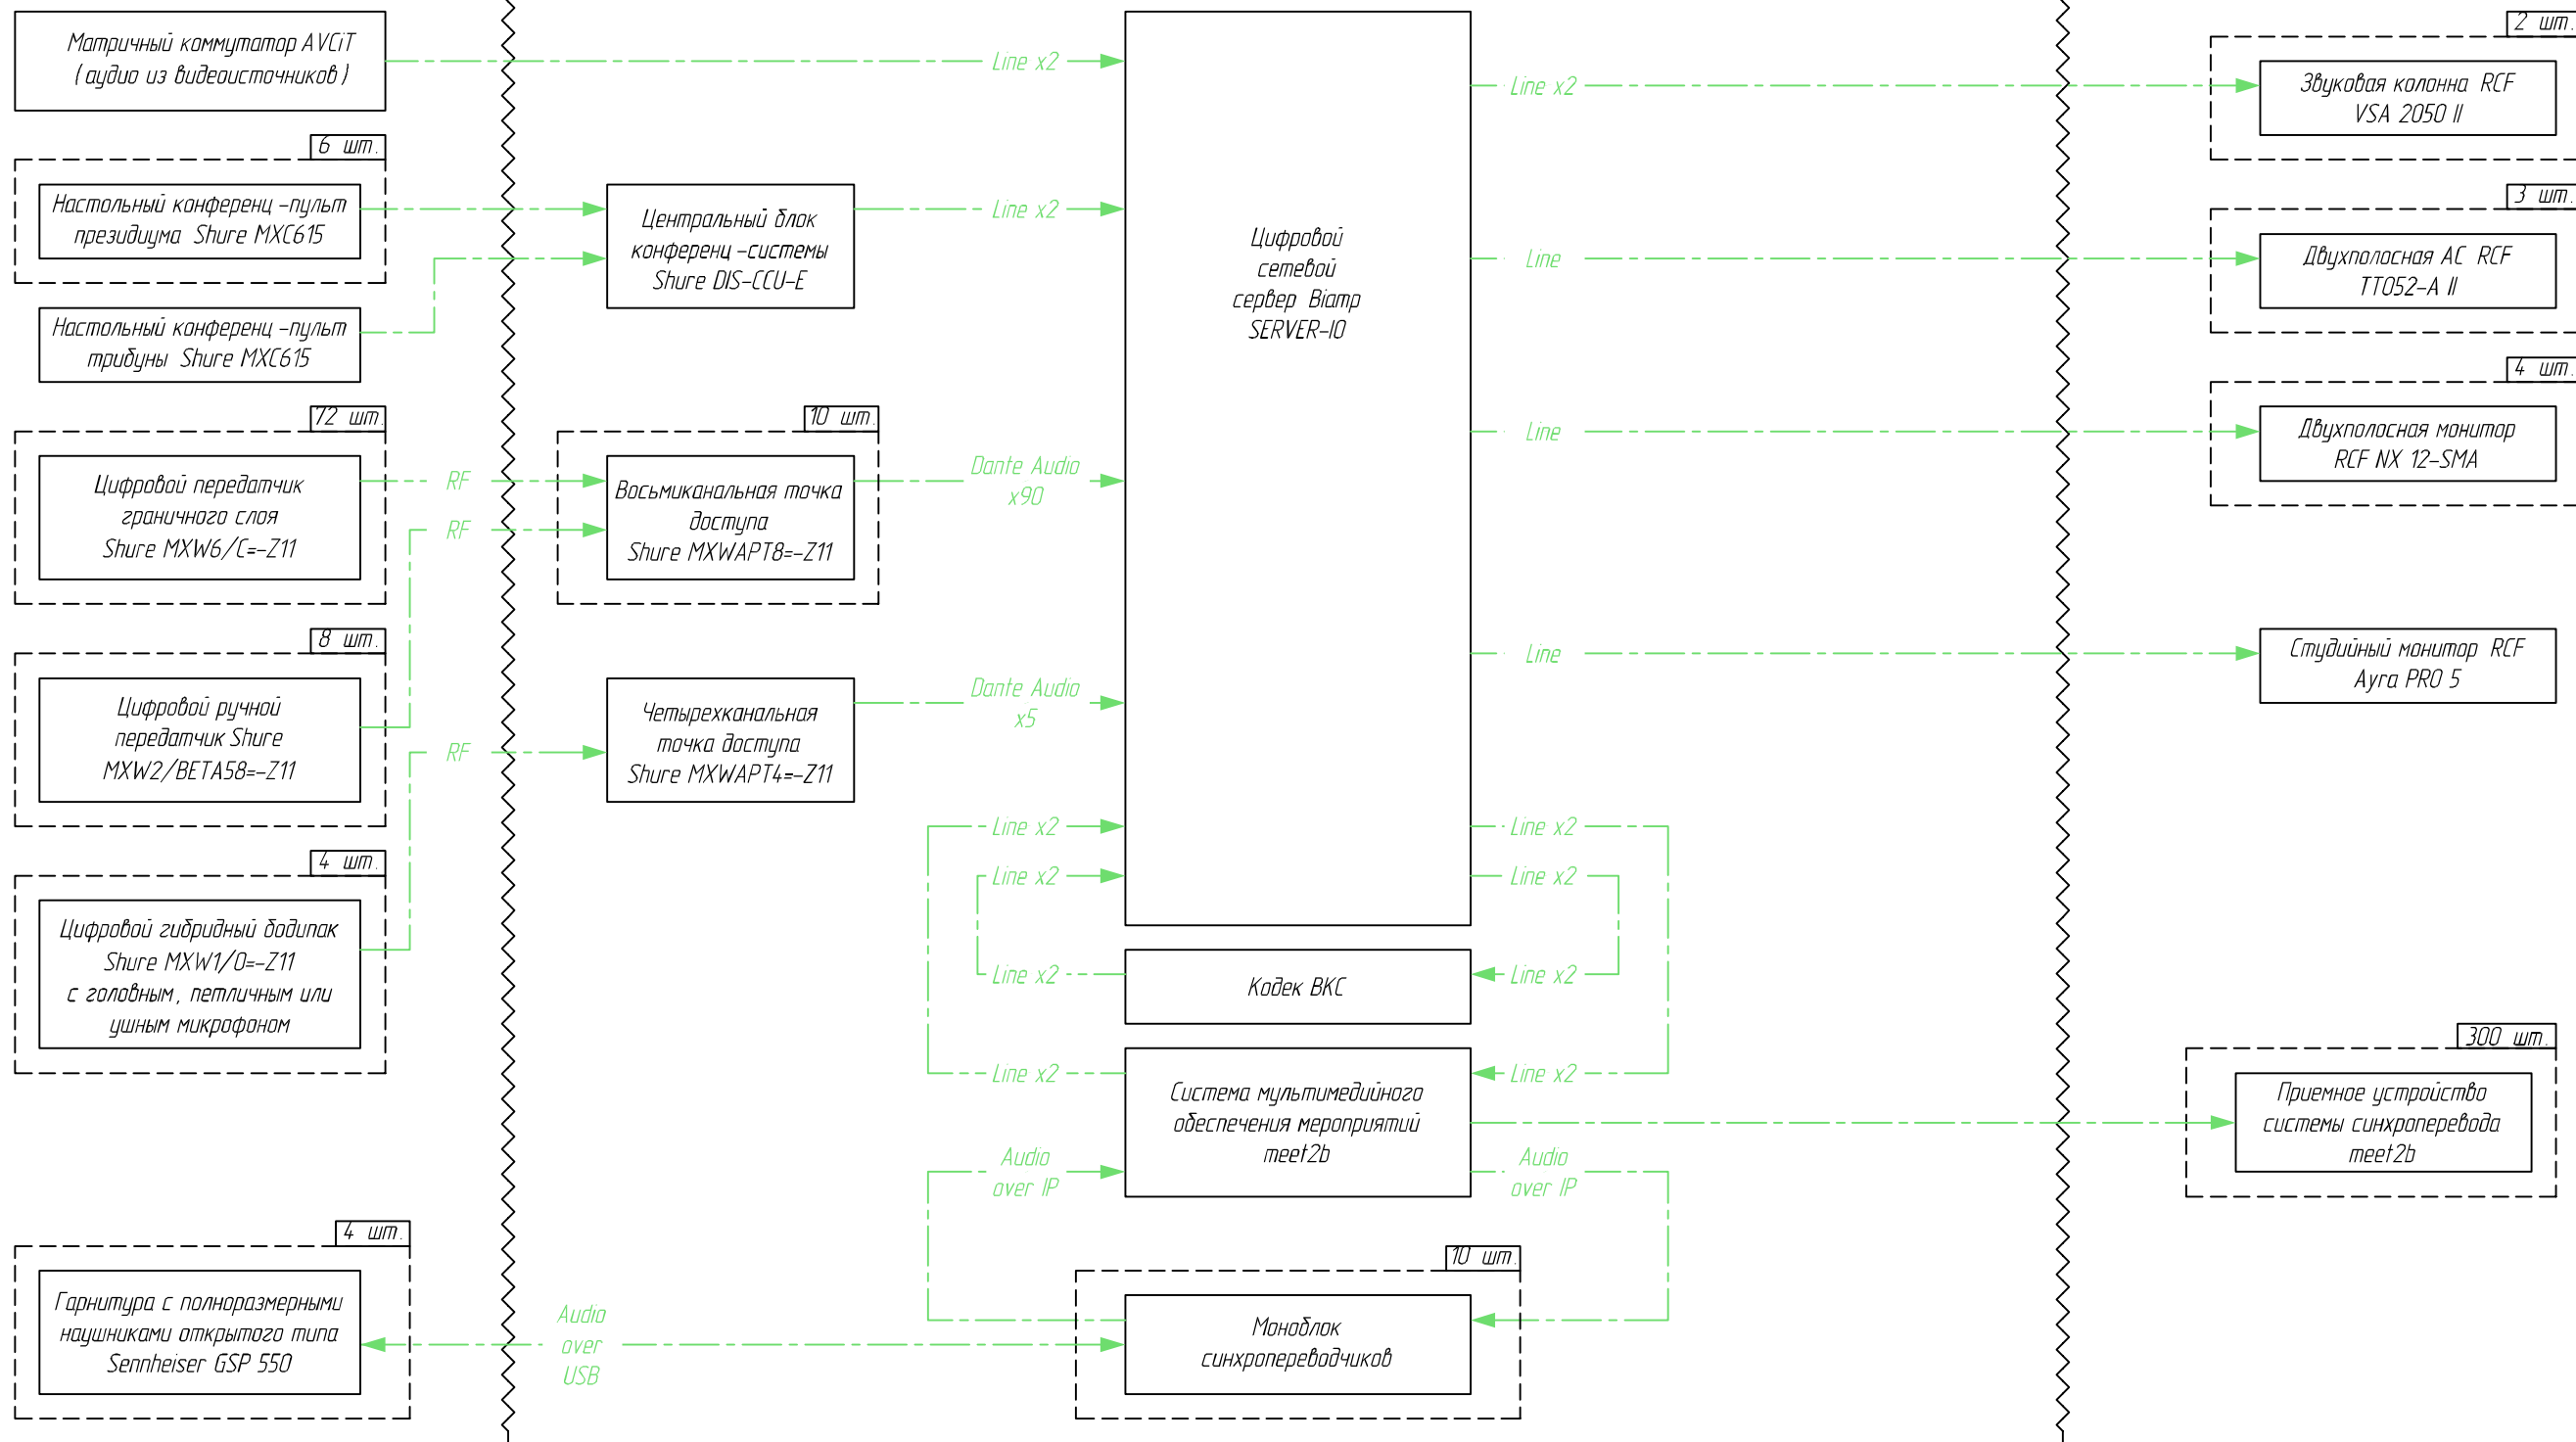 Матричный коммутатор AVCiT
(аудио из видеоисточников)
6 шт.
Настольный конференц-пульт
президиума Shure MXC615
Настольный конференц-пульт
трибуны Shure MXC615
72 шт.
Цифровой передатчик
граничного слоя
Shure MXW6/C=-Z11
8 шт.
Цифровой ручной
передатчик Shure
MXW2/BETA58=-Z11
4 шт.
Цифровой гибридный бодипак
Shure MXW1/O=-Z11
с головным, петличным или
ушным микрофоном
4 шт.
Гарнитура с полноразмерными
наушниками открытого типа
Sennheiser GSP 550
RF
RF
RF
Audio
over
USB
Центральный блок
конференц-системы
Shure DIS-CCU-E
10 шт.
Восьмиканальная точка
доступа
Shure MXWAPT8=-Z11
Четырехканальная
точка доступа
Shure MXWAPT4=-Z11
Line x2
Line x2
Dante Audio
x90
Dante Audio
x5
Line x2
Line x2
Line x2
Line x2
Audio
over IP
Цифровой
сетевой
сервер Biamp
SERVER-IO
Кодек ВКС
Система мультимедийного
обеспечения мероприятий
meet2b
10 шт.
Моноблок
синхропереводчиков
Line x2
Line
Line
Line
Line x2
Line x2
Line x2
Line x2
Audio
over IP
2 шт.
Звуковая колонна RCF
VSA 2050 II
3 шт.
Двухполосная АС RCF
TT052-A II
4 шт.
Двухполосная монитор
RCF NX 12-SMA
Студийный монитор RCF
Ayra PRO 5
300 шт.
Приемное устройство
системы синхроперевода
meet2b